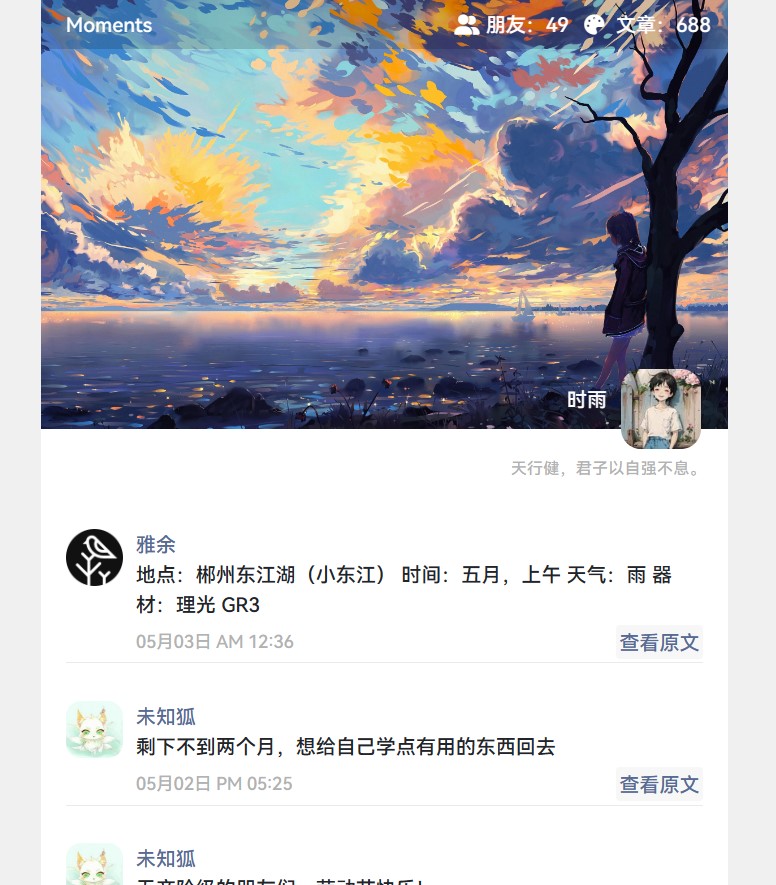 Moments 朋友：49 文章：688
时雨
天行健，君子以自强不息。
雅余
地点：郴州东江湖（小东江） 时间：五月，上午 天气：雨 器
材：理光 GR3
05月03日 AM 12:36 查看原文
未知狐
剩下不到两个月，想给自己学点有用的东西回去
05月02日 PM 05:25 查看原文
未知狐